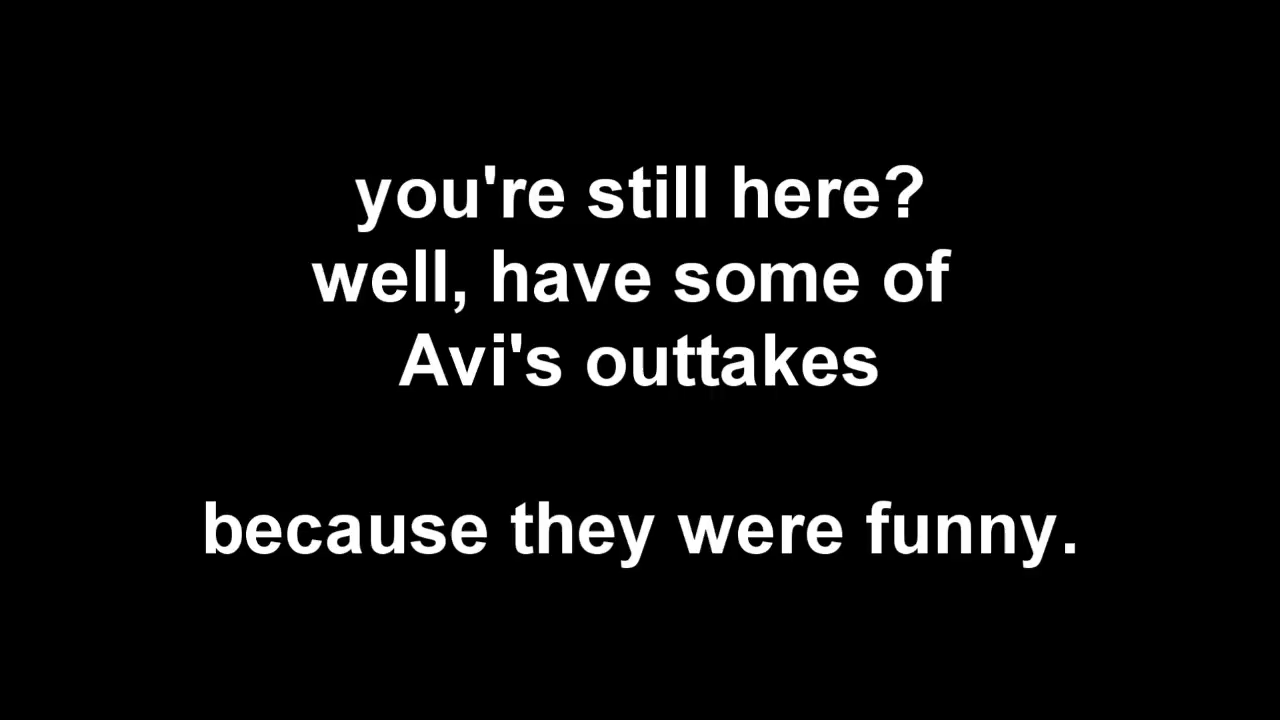 you're still here?
well, have some of
Avi's outtakes
because they were funny.